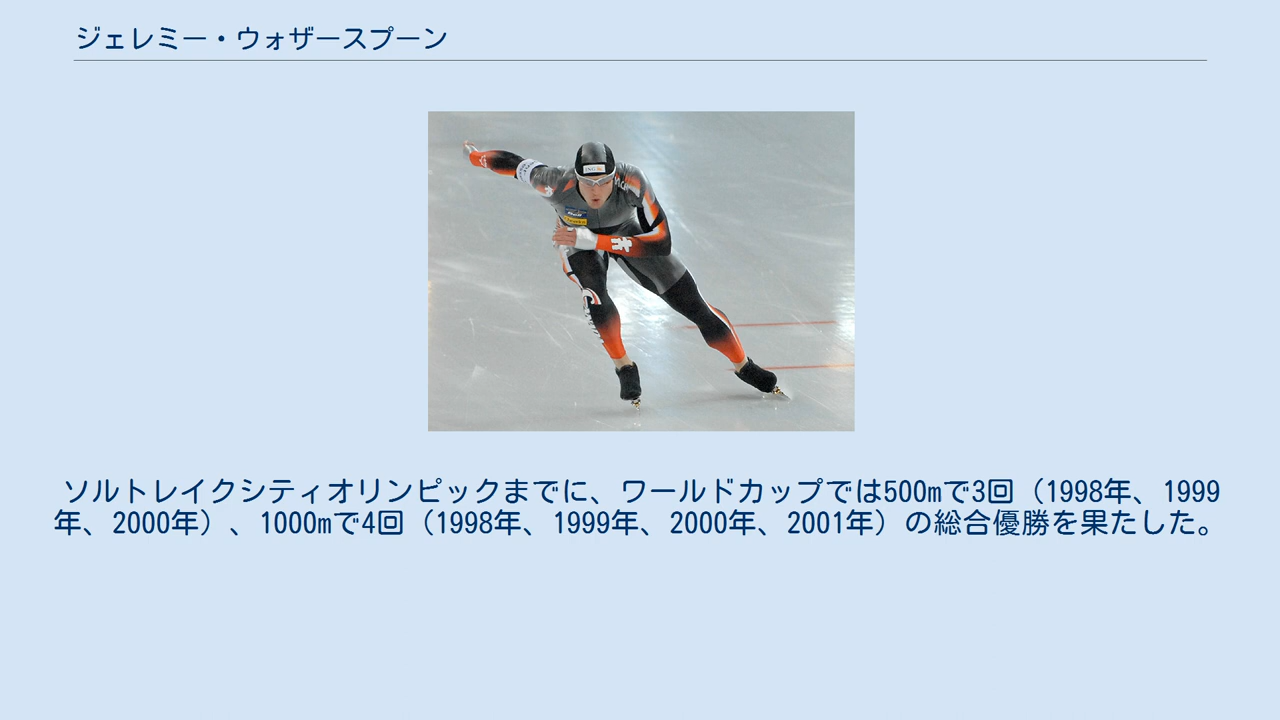 ジェレミー・ウォザースプーン
ソルトレイクシティオリンピックまでに、ワールドカップでは500mで3回（1998年、1999
年、2000年）、1000mで4回（1998年、1999年、2000年、2001年）の総合優勝を果たした。